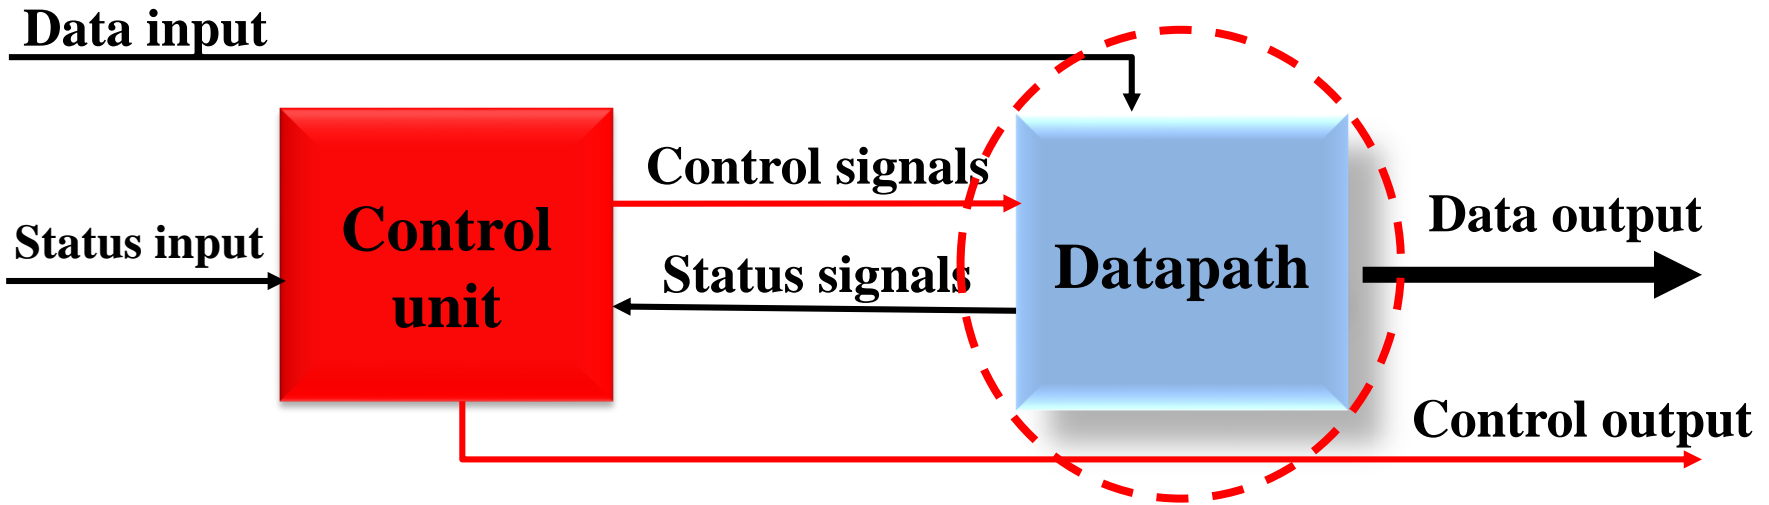 Data input
Control signals
Data output
Status input
Control
unit
Status signals
Datapath
Control output